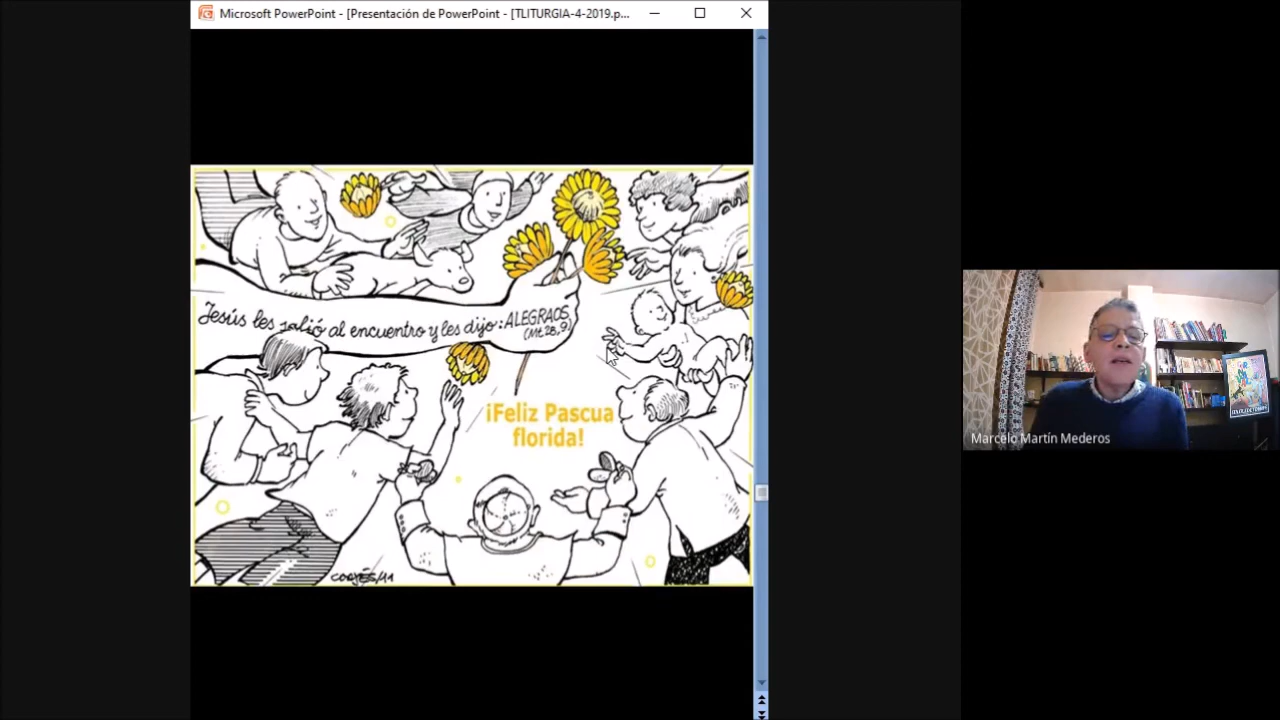 Microsoft PowerPoint - [Presentación de PowerPoint - [TLITURGIA-4-2019.p...
Jesús les salió al encuentro y les dijo: ALEGRAOS
(Mt. 28, 9)
¡Feliz Pascua
florida!
CORTÉS/11
Marcelo Martín Mederos